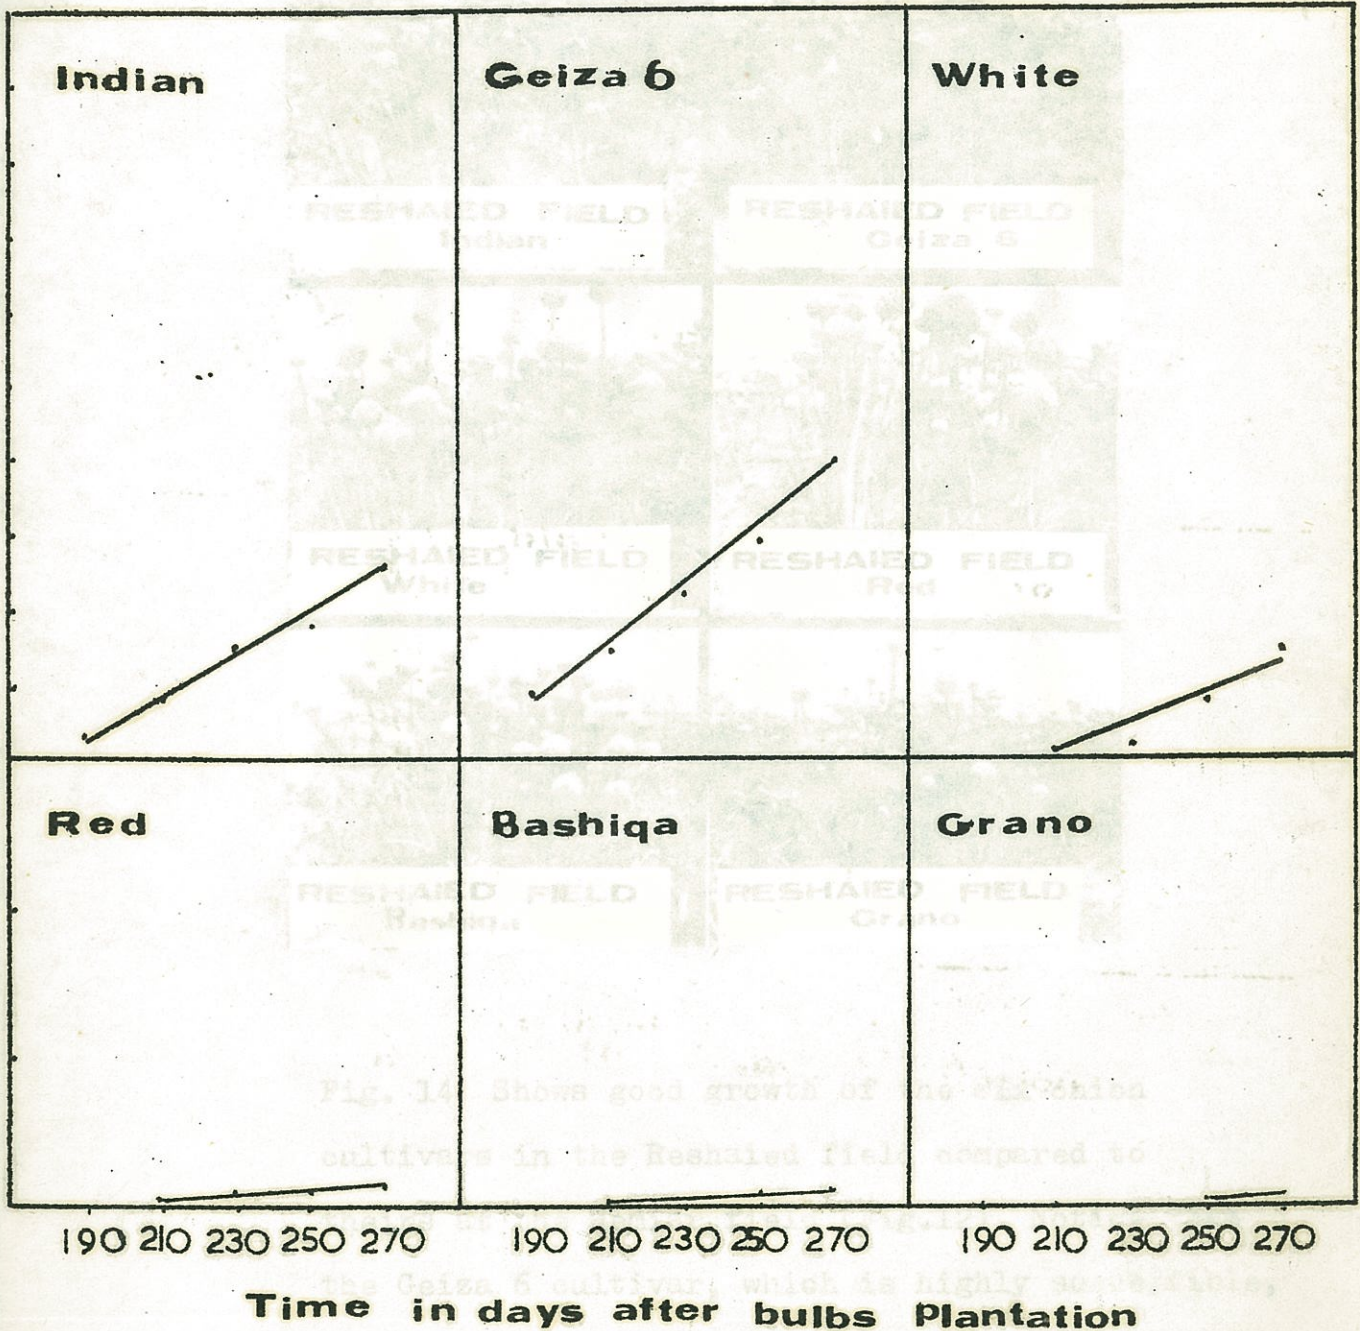 Indian Geiza 6 White
RESHAIED FIELD RESHAIED FIELD
Indian Geiza 6
RESHAIED FIELD RESHAIED FIELD
White Red
Red Bashiqa Grano
RESHAIED FIELD RESHAIED FIELD
Bashiqa Grano
Fig. 14 Shows good growth of the
cultivars in the Reshaied field compared to
190 210 230 250 270 190 210 230 250 270 190 210 230 250 270
the Geiza 6 cultivar, which is highly
Time in days after bulbs Plantation